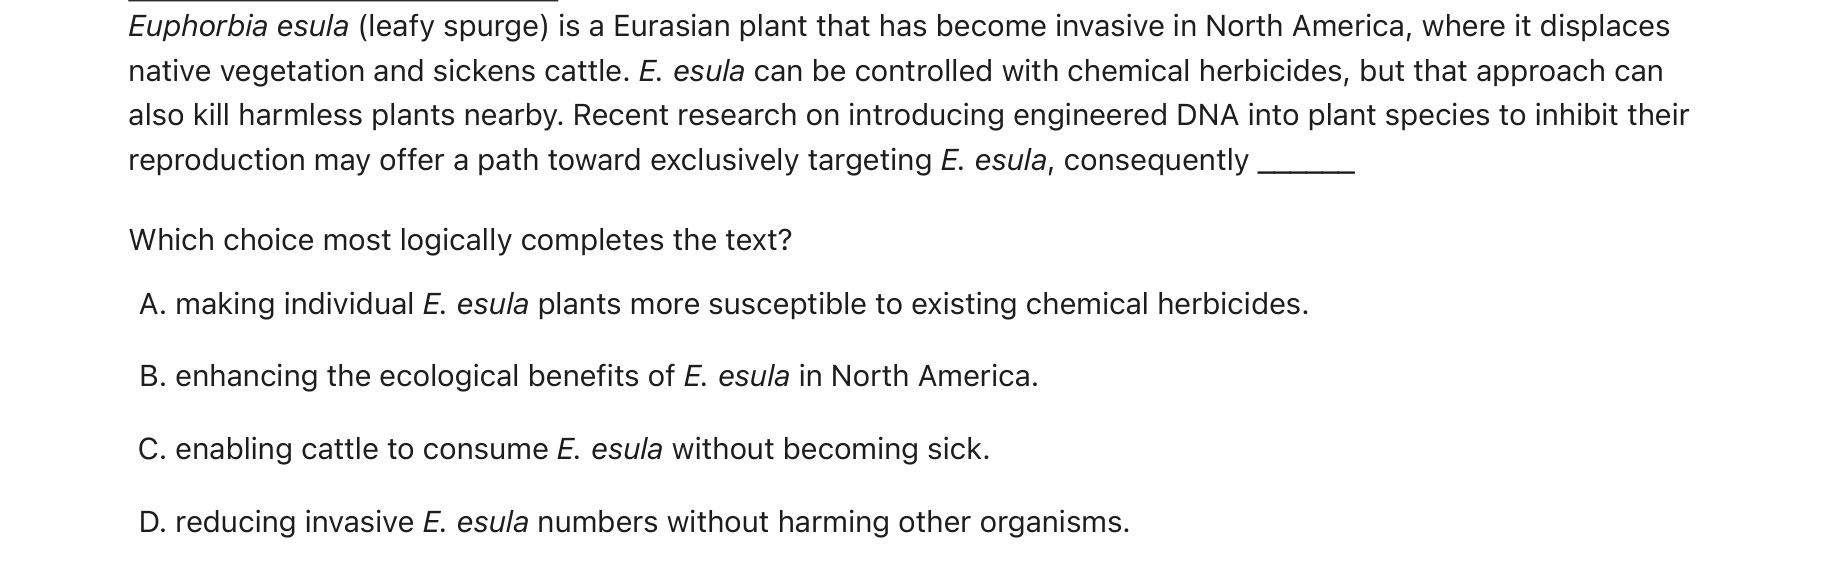 Euphorbia esula (leafy spurge) is a Eurasian plant that has become invasive in North America, where it displaces
native vegetation and sickens cattle. E. esula can be controlled with chemical herbicides, but that approach can
also kill harmless plants nearby. Recent research on introducing engineered DNA into plant species to inhibit their
reproduction may offer a path toward exclusively targeting E. esula, consequently ______
Which choice most logically completes the text?
A. making individual E. esula plants more susceptible to existing chemical herbicides.
B. enhancing the ecological benefits of E. esula in North America.
C. enabling cattle to consume E. esula without becoming sick.
D. reducing invasive E. esula numbers without harming other organisms.